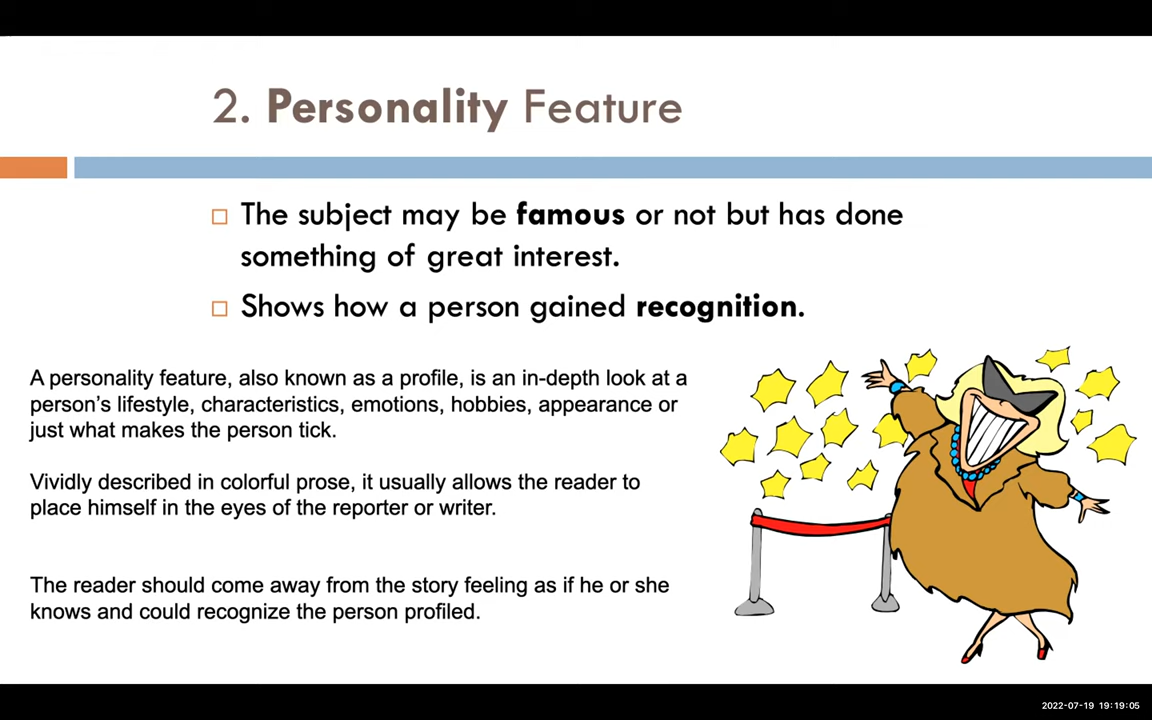 2. Personality Feature
The subject may be famous or not but has done
something of great interest.
Shows how a person gained recognition.
A personality feature, also known as a profile, is an in-depth look at a
person's lifestyle, characteristics, emotions, hobbies, appearance or
just what makes the person tick.
Vividly described in colorful prose, it usually allows the reader to
place himself in the eyes of the reporter or writer.
The reader should come away from the story feeling as if he or she
knows and could recognize the person profiled.
2022-07-19 19:19:05